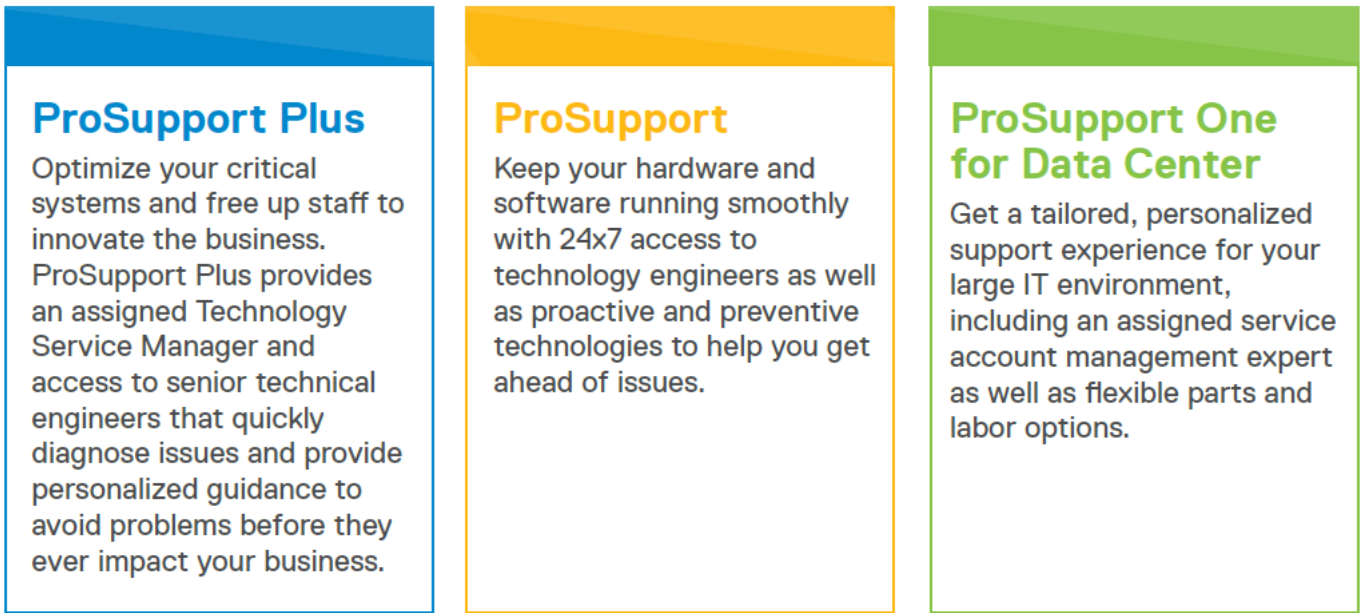 ProSupport Plus
Optimize your critical
systems and free up staff to
innovate the business.
ProSupport Plus provides
an assigned Technology
Service Manager and
access to senior technical
engineers that quickly
diagnose issues and provide
personalized guidance to
avoid problems before they
ever impact your business.
ProSupport
Keep your hardware and
software running smoothly
with 24x7 access to
technology engineers as well
as proactive and preventive
technologies to help you get
ahead of issues.
ProSupport One
for Data Center
Get a tailored, personalized
support experience for your
large IT environment,
including an assigned service
account management expert
as well as flexible parts and
labor options.